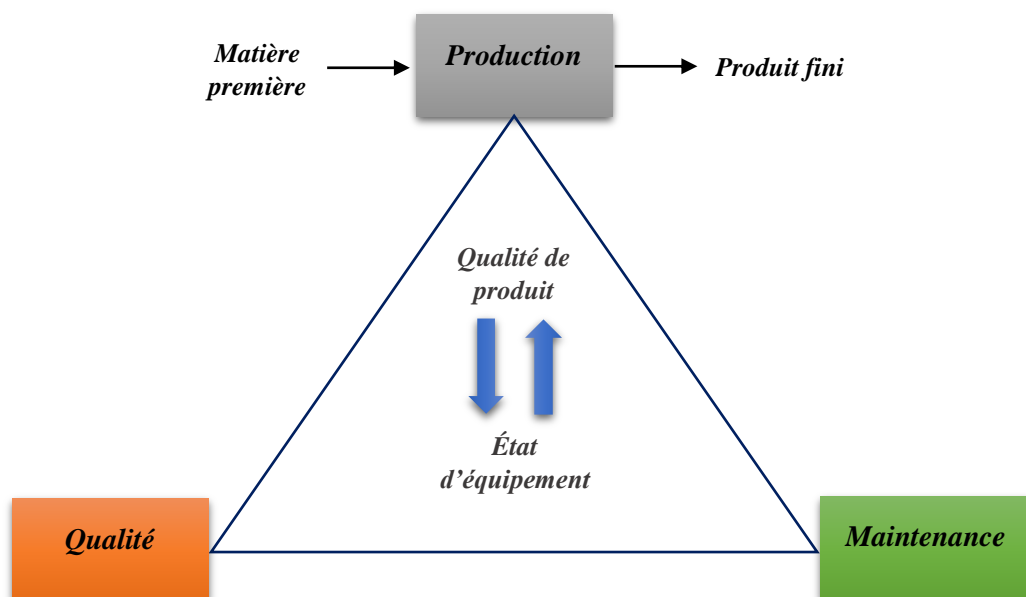 Matière
première
Production
Produit fini
Qualité de
produit
État
d’équipement
Qualité
Maintenance